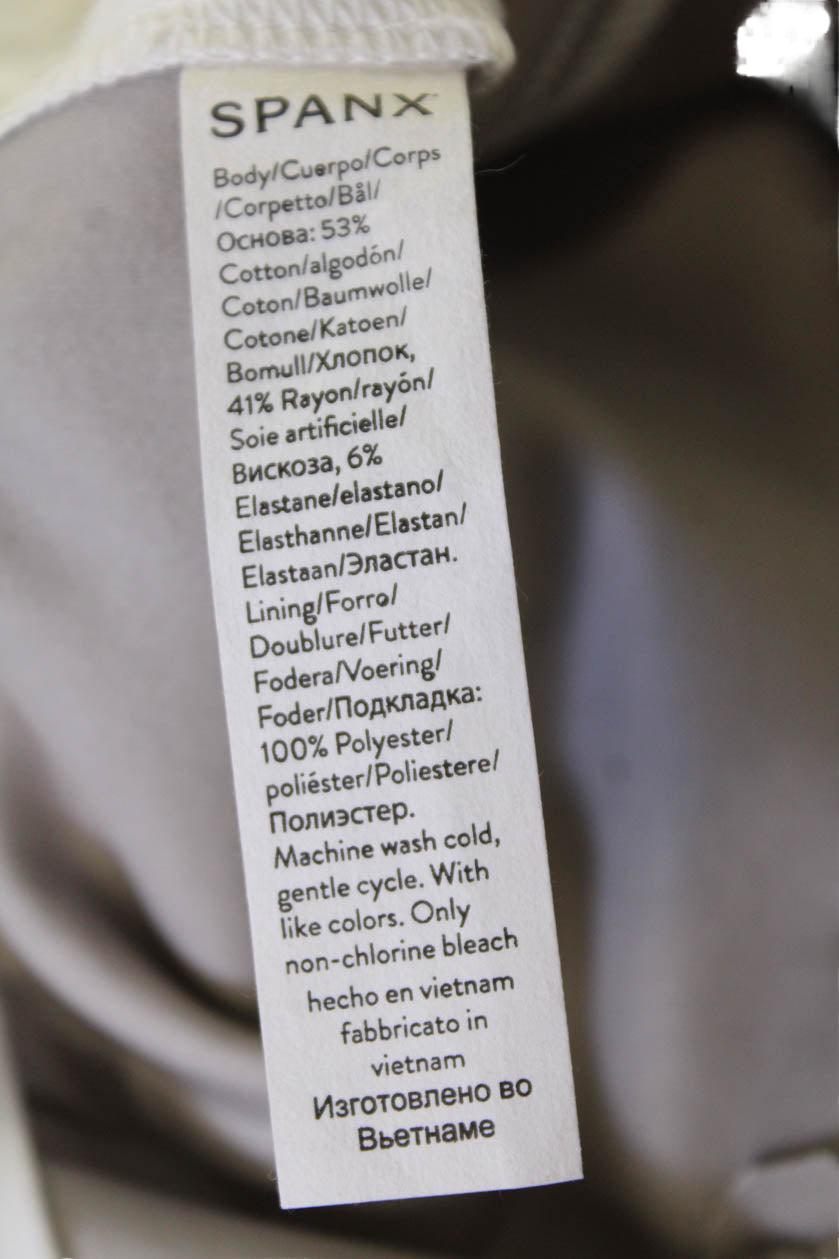 SPANX
Body/Cuerpo/Corps
/Corpetto/Bål/
Основа: 53%
Cotton/algodón/
Coton/Baumwolle/
Cotone/Katoen/
Bomull/Хлопок,
41% Rayon/rayón/
Soie artificielle/
Вискоза, 6%
Elastane/elastano/
Elasthanne/Elastan/
Elastaan/Эластан.
Lining/Forro/
Doublure/Futter/
Fodera/Voering/
Foder/Подкладка:
100% Polyester/
poliéster/Poliestere/
Полиэстер.
Machine wash cold,
gentle cycle. With
like colors. Only
non-chlorine bleach
hecho en vietnam
fabbricato in
vietnam
Изготовлено во
Вьетнаме